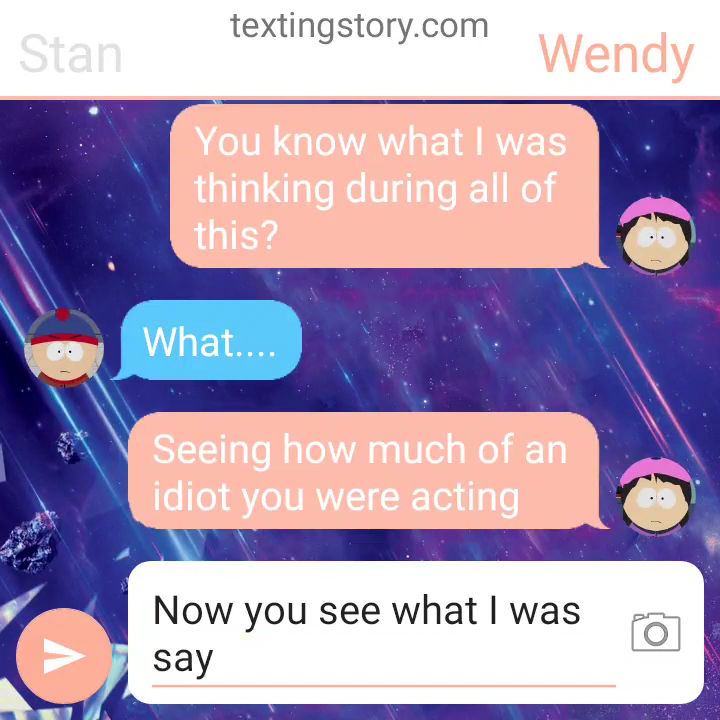 textingstory.com
Stan
Wendy
You know what I was
thinking during all of
this?
What....
Seeing how much of an
idiot you were acting
Now you see what I was
say